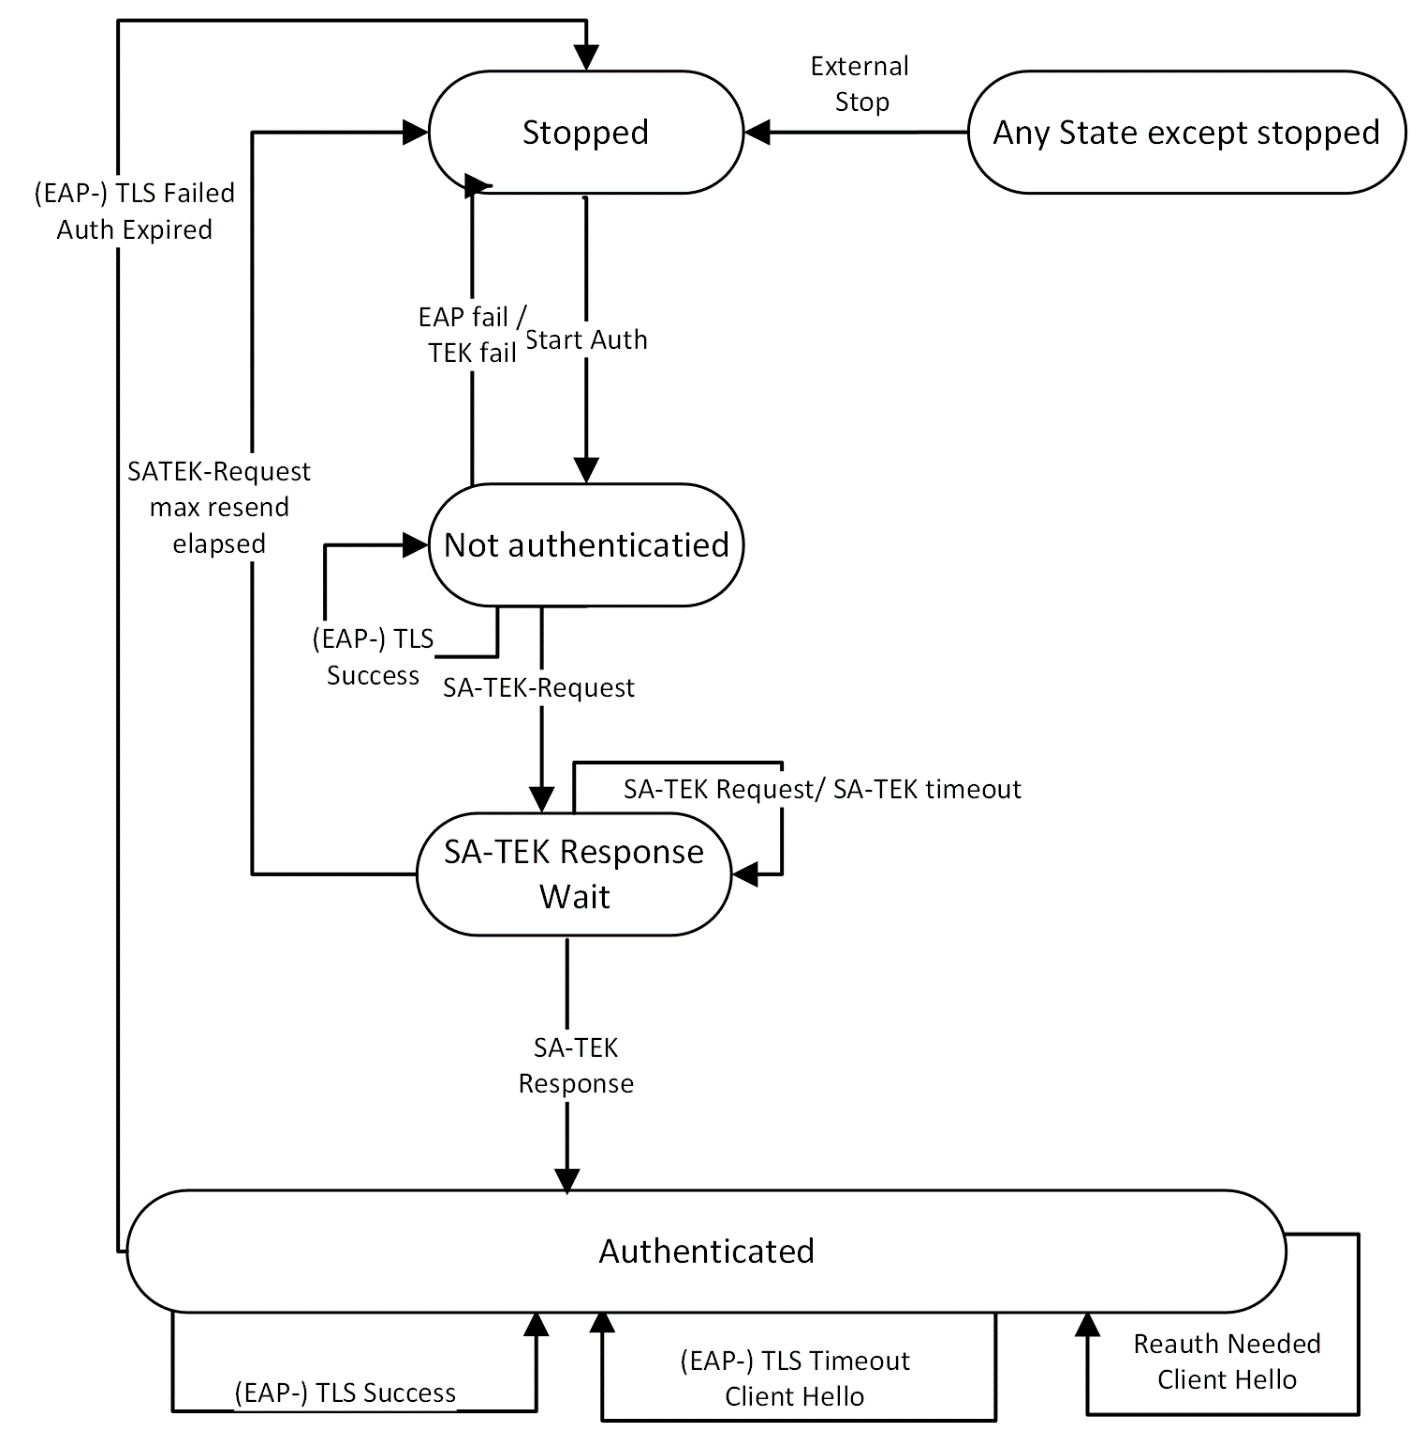 External
Stop
Stopped
Any State except stopped
(EAP-) TLS Failed
Auth Expired
EAP fail /
TEK fail
Start Auth
SATEK-Request
max resend
elapsed
Not authenticatied
(EAP-) TLS
Success
SA-TEK-Request
SA-TEK Request/ SA-TEK timeout
SA-TEK Response
Wait
SA-TEK
Response
Authenticated
(EAP-) TLS Success
(EAP-) TLS Timeout
Client Hello
Reauth Needed
Client Hello